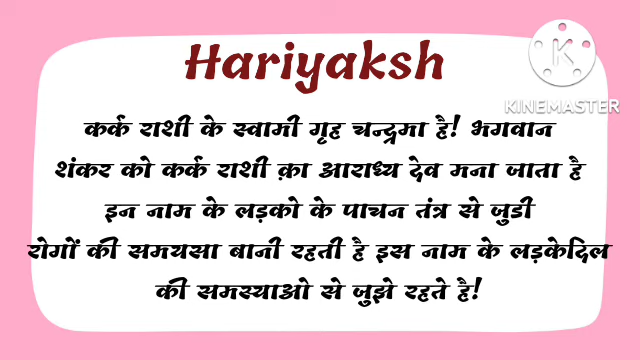 Hariyaksh
KINEMASTER
कर्क राशी के स्वामी गृह चन्द्रमा है! भगवान
शंकर को कर्क राशी क़ा आराध्य देव मना जाता है
इन नाम के लड़को के पाचन तंत्र से जुडी
रोगों की समयसा बानी रहती है इस नाम के लड़केदिल
की समस्याओ से जुझे रहते है!